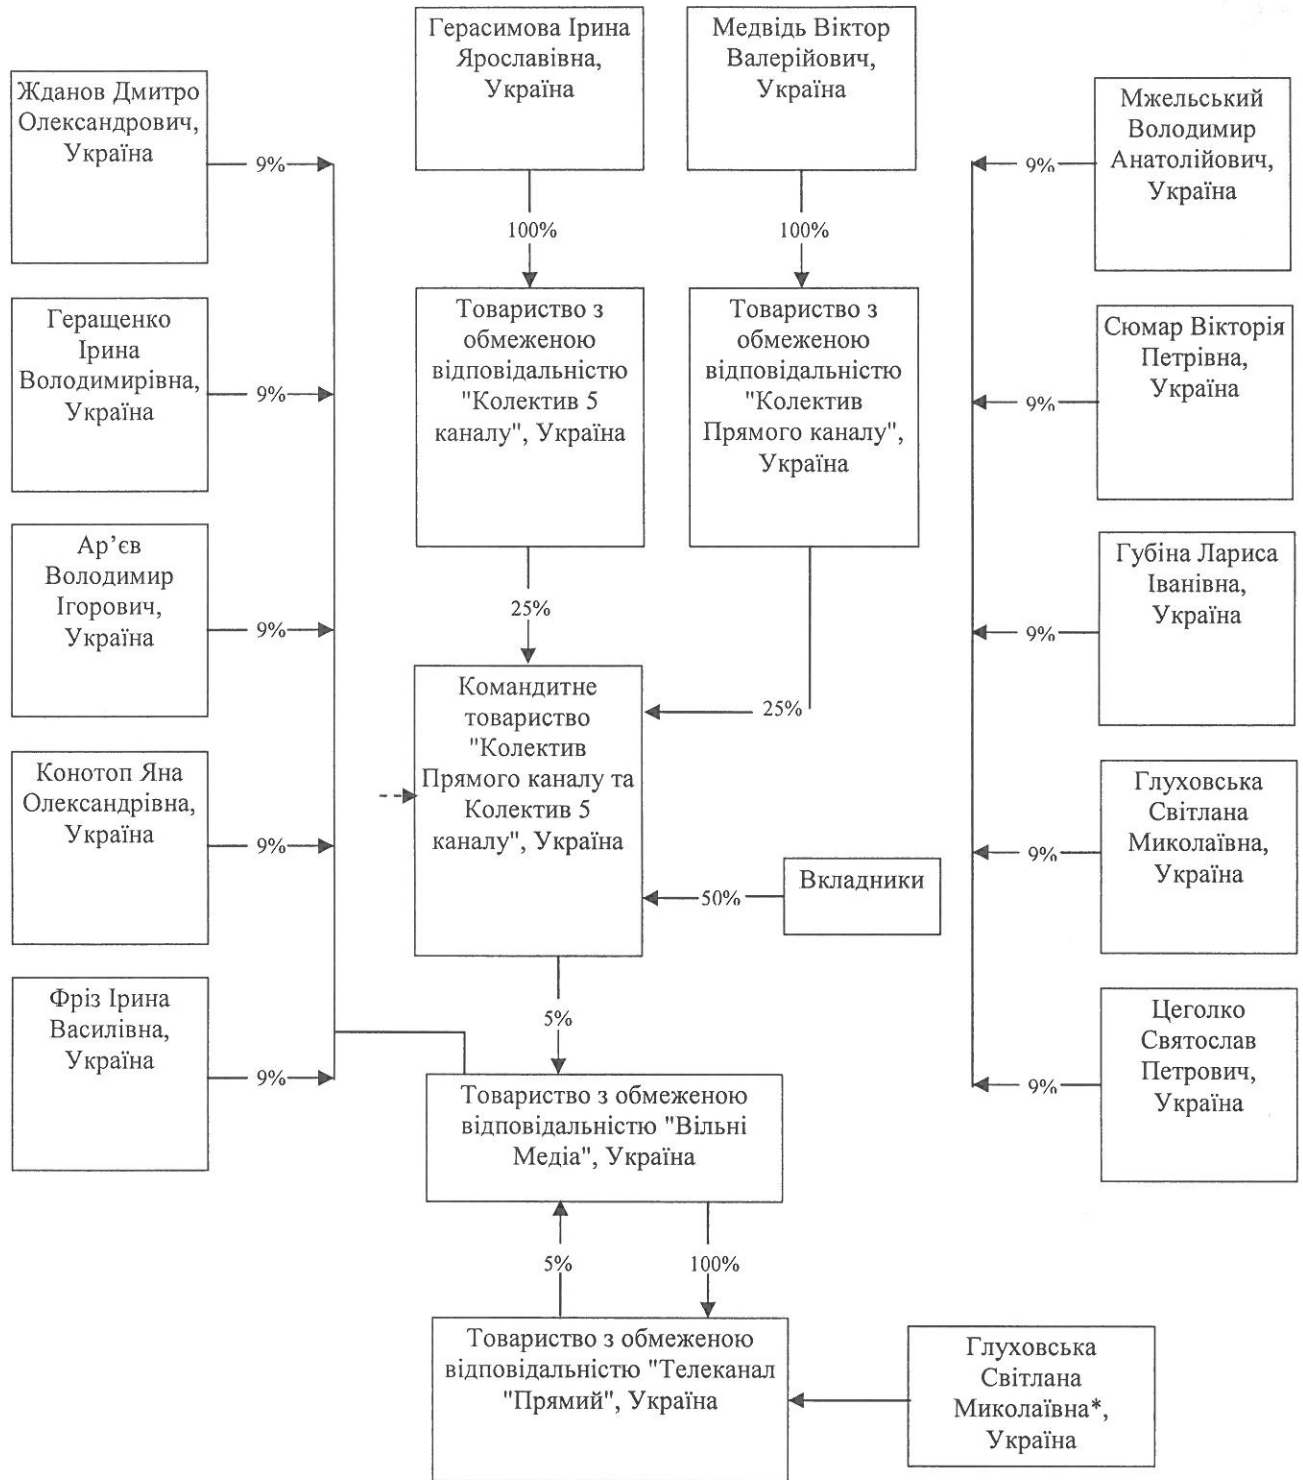 Герасимова Ірина
Ярославівна,
Україна
Медвідь Віктор
Валерійович,
Україна
Жданов Дмитро
Олександрович,
Україна
9%
Мжельський
Володимир
Анатолійович,
Україна
9%
100%
100%
Геращенко
Ірина
Володимирівна,
Україна
9%
Товариство з
обмеженою
відповідальністю
"Колектив 5
каналу", Україна
Товариство з
обмеженою
відповідальністю
"Колектив
Прямого каналу",
Україна
Сюмар Вікторія
Петрівна,
Україна
9%
Ар’єв
Володимир
Ігорович,
Україна
9%
25%
Губіна Лариса
Іванівна,
Україна
9%
Командитне
товариство
"Колектив
Прямого каналу та
Колектив 5
каналу", Україна
25%
Конотоп Яна
Олександрівна,
Україна
9%
Вкладники
50%
Глуховська
Світлана
Миколаївна,
Україна
9%
Фріз Ірина
Василівна,
Україна
9%
5%
Цеголко
Святослав
Петрович,
Україна
9%
Товариство з обмеженою
відповідальністю "Вільні
Медіа", Україна
5%
100%
Товариство з обмеженою
відповідальністю "Телеканал
"Прямий", Україна
Глуховська
Світлана
Миколаївна*,
Україна